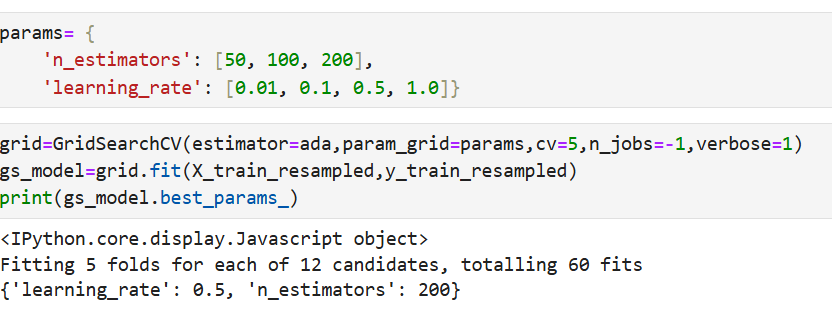 params= {
    'n_estimators': [50, 100, 200],
    'learning_rate': [0.01, 0.1, 0.5, 1.0]}
grid=GridSearchCV(estimator=ada,param_grid=params,cv=5,n_jobs=-1,verbose=1)
gs_model=grid.fit(X_train_resampled,y_train_resampled)
print(gs_model.best_params_)
<IPython.core.display.Javascript object>
Fitting 5 folds for each of 12 candidates, totalling 60 fits
{'learning_rate': 0.5, 'n_estimators': 200}